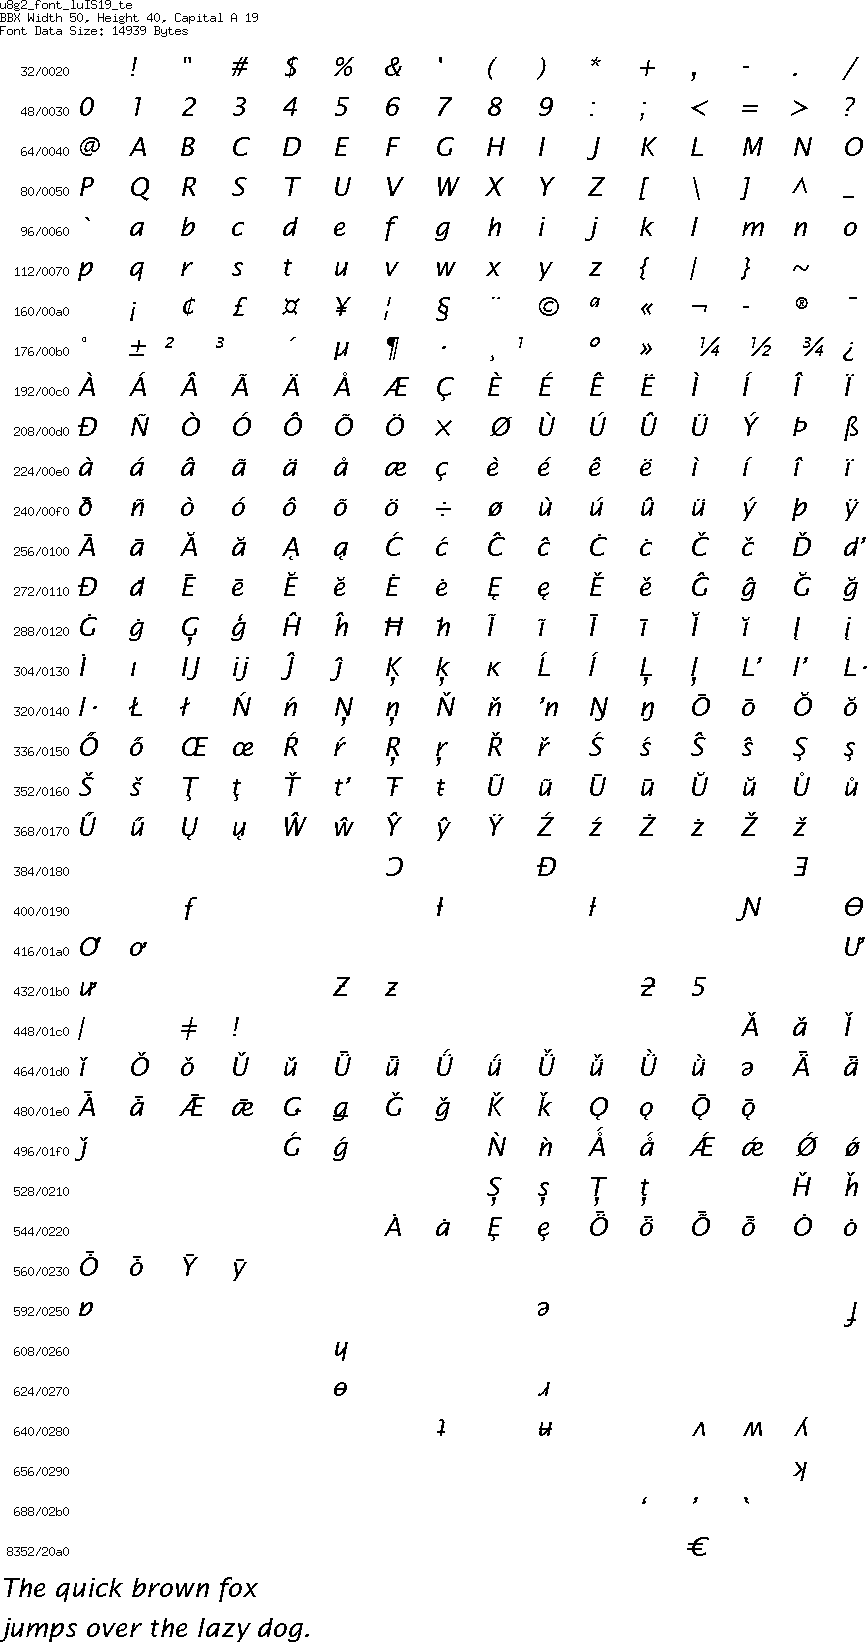 u8g2_font_luIS19_te
BBX Width 50, Height 40, Capital A 19
Font Data Size: 14939 Bytes
32/0020 ! " # $ % & ' ( ) * + , - . /
48/0030 0 1 2 3 4 5 6 7 8 9 : ; < = > ?
64/0040 @ A B C D E F G H I J K L M N O
80/0050 P Q R S T U V W X Y Z [ \ ] ^ _
96/0060 ` a b c d e f g h i j k l m n o
112/0070 p q r s t u v w x y z { | } ~
160/00a0 ¡ ¢ £ ¤ ¥ ¦ § ¨ © ª « ¬ - ® ¯
176/00b0 ° ± ² ³ ´ µ ¶ · ¸ ¹ º » ¼ ½ ¾ ¿
192/00c0 À Á Â Ã Ä Å Æ Ç È É Ê Ë Ì Í Î Ï
208/00d0 Ð Ñ Ò Ó Ô Õ Ö × Ø Ù Ú Û Ü Ý Þ ß
224/00e0 à á â ã ä å æ ç è é ê ë ì í î ï
240/00f0 ð ñ ò ó ô õ ö ÷ ø ù ú û ü ý þ ÿ
256/0100 Ā ā Ă ă Ą ą Ć ć Ĉ ĉ Ċ ċ Č č Ď ď
272/0110 Đ đ Ē ē Ĕ ĕ Ė ė Ę ę Ě ě Ĝ ĝ Ğ ğ
288/0120 Ġ ġ Ģ ģ Ĥ ĥ Ħ ħ Ĩ ĩ Ī ī Ĭ ĭ Į į
304/0130 İ ı Ĳ ĳ Ĵ ĵ Ķ ķ ĸ Ĺ ĺ Ļ ļ Ľ ľ Ŀ
320/0140 ŀ Ł ł Ń ń Ņ ņ Ň ň ŉ Ŋ ŋ Ō ō Ŏ ŏ
336/0150 Ő ő Œ œ Ŕ ŕ Ŗ ŗ Ř ř Ś ś Ŝ ŝ Ş ş
352/0160 Š š Ţ ţ Ť ť Ŧ ŧ Ũ ũ Ū ū Ŭ ŭ Ů ů
368/0170 Ű ű Ų ų Ŵ ŵ Ŷ ŷ Ÿ Ź ź Ż ż Ž ž
384/0180 Ɔ Ɖ Ǝ
400/0190 ƒ Ɨ ƚ Ɲ Ɵ
416/01a0 Ơ ơ Ư
432/01b0 ư Ƶ ƶ ƻ Ƽ
448/01c0 ǀ ǂ ǃ Ǎ ǎ Ǐ
464/01d0 ǐ Ǒ ǒ Ǔ ǔ Ǖ ǖ Ǘ ǘ Ǚ ǚ Ǜ ǜ ǝ Ǟ ǟ
480/01e0 Ǡ ǡ Ǣ ǣ Ǥ ǥ Ǧ ǧ Ǩ ǩ Ǫ ǫ Ǭ ǭ
496/01f0 ǰ Ǵ ǵ Ǹ ǹ Ǻ ǻ Ǽ ǽ Ǿ ǿ
528/0210 Ș ș Ț ț Ȟ ȟ
544/0220 Ȧ ȧ Ȩ ȩ Ȫ ȫ Ȭ ȭ Ȯ ȯ
560/0230 Ȱ ȱ Ȳ ȳ
592/0250 ɐ ə ɟ
608/0260 ɥ
624/0270 ɵ ɹ
640/0280 ʇ ʉ ʌ ʍ ʎ
656/0290 ʞ
688/02b0 ʻ ʼ ʽ
8352/20a0 €
The quick brown fox
jumps over the lazy dog.